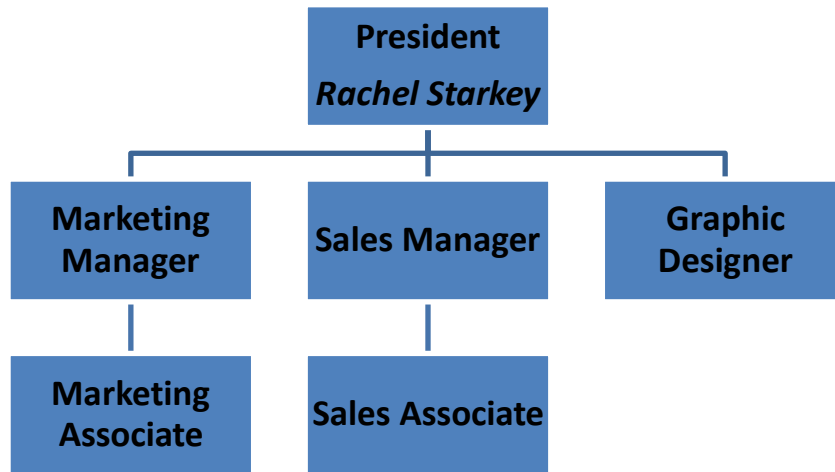 President
Rachel Starkey
Marketing
Manager
Sales Manager
Graphic
Designer
Marketing
Associate
Sales Associate